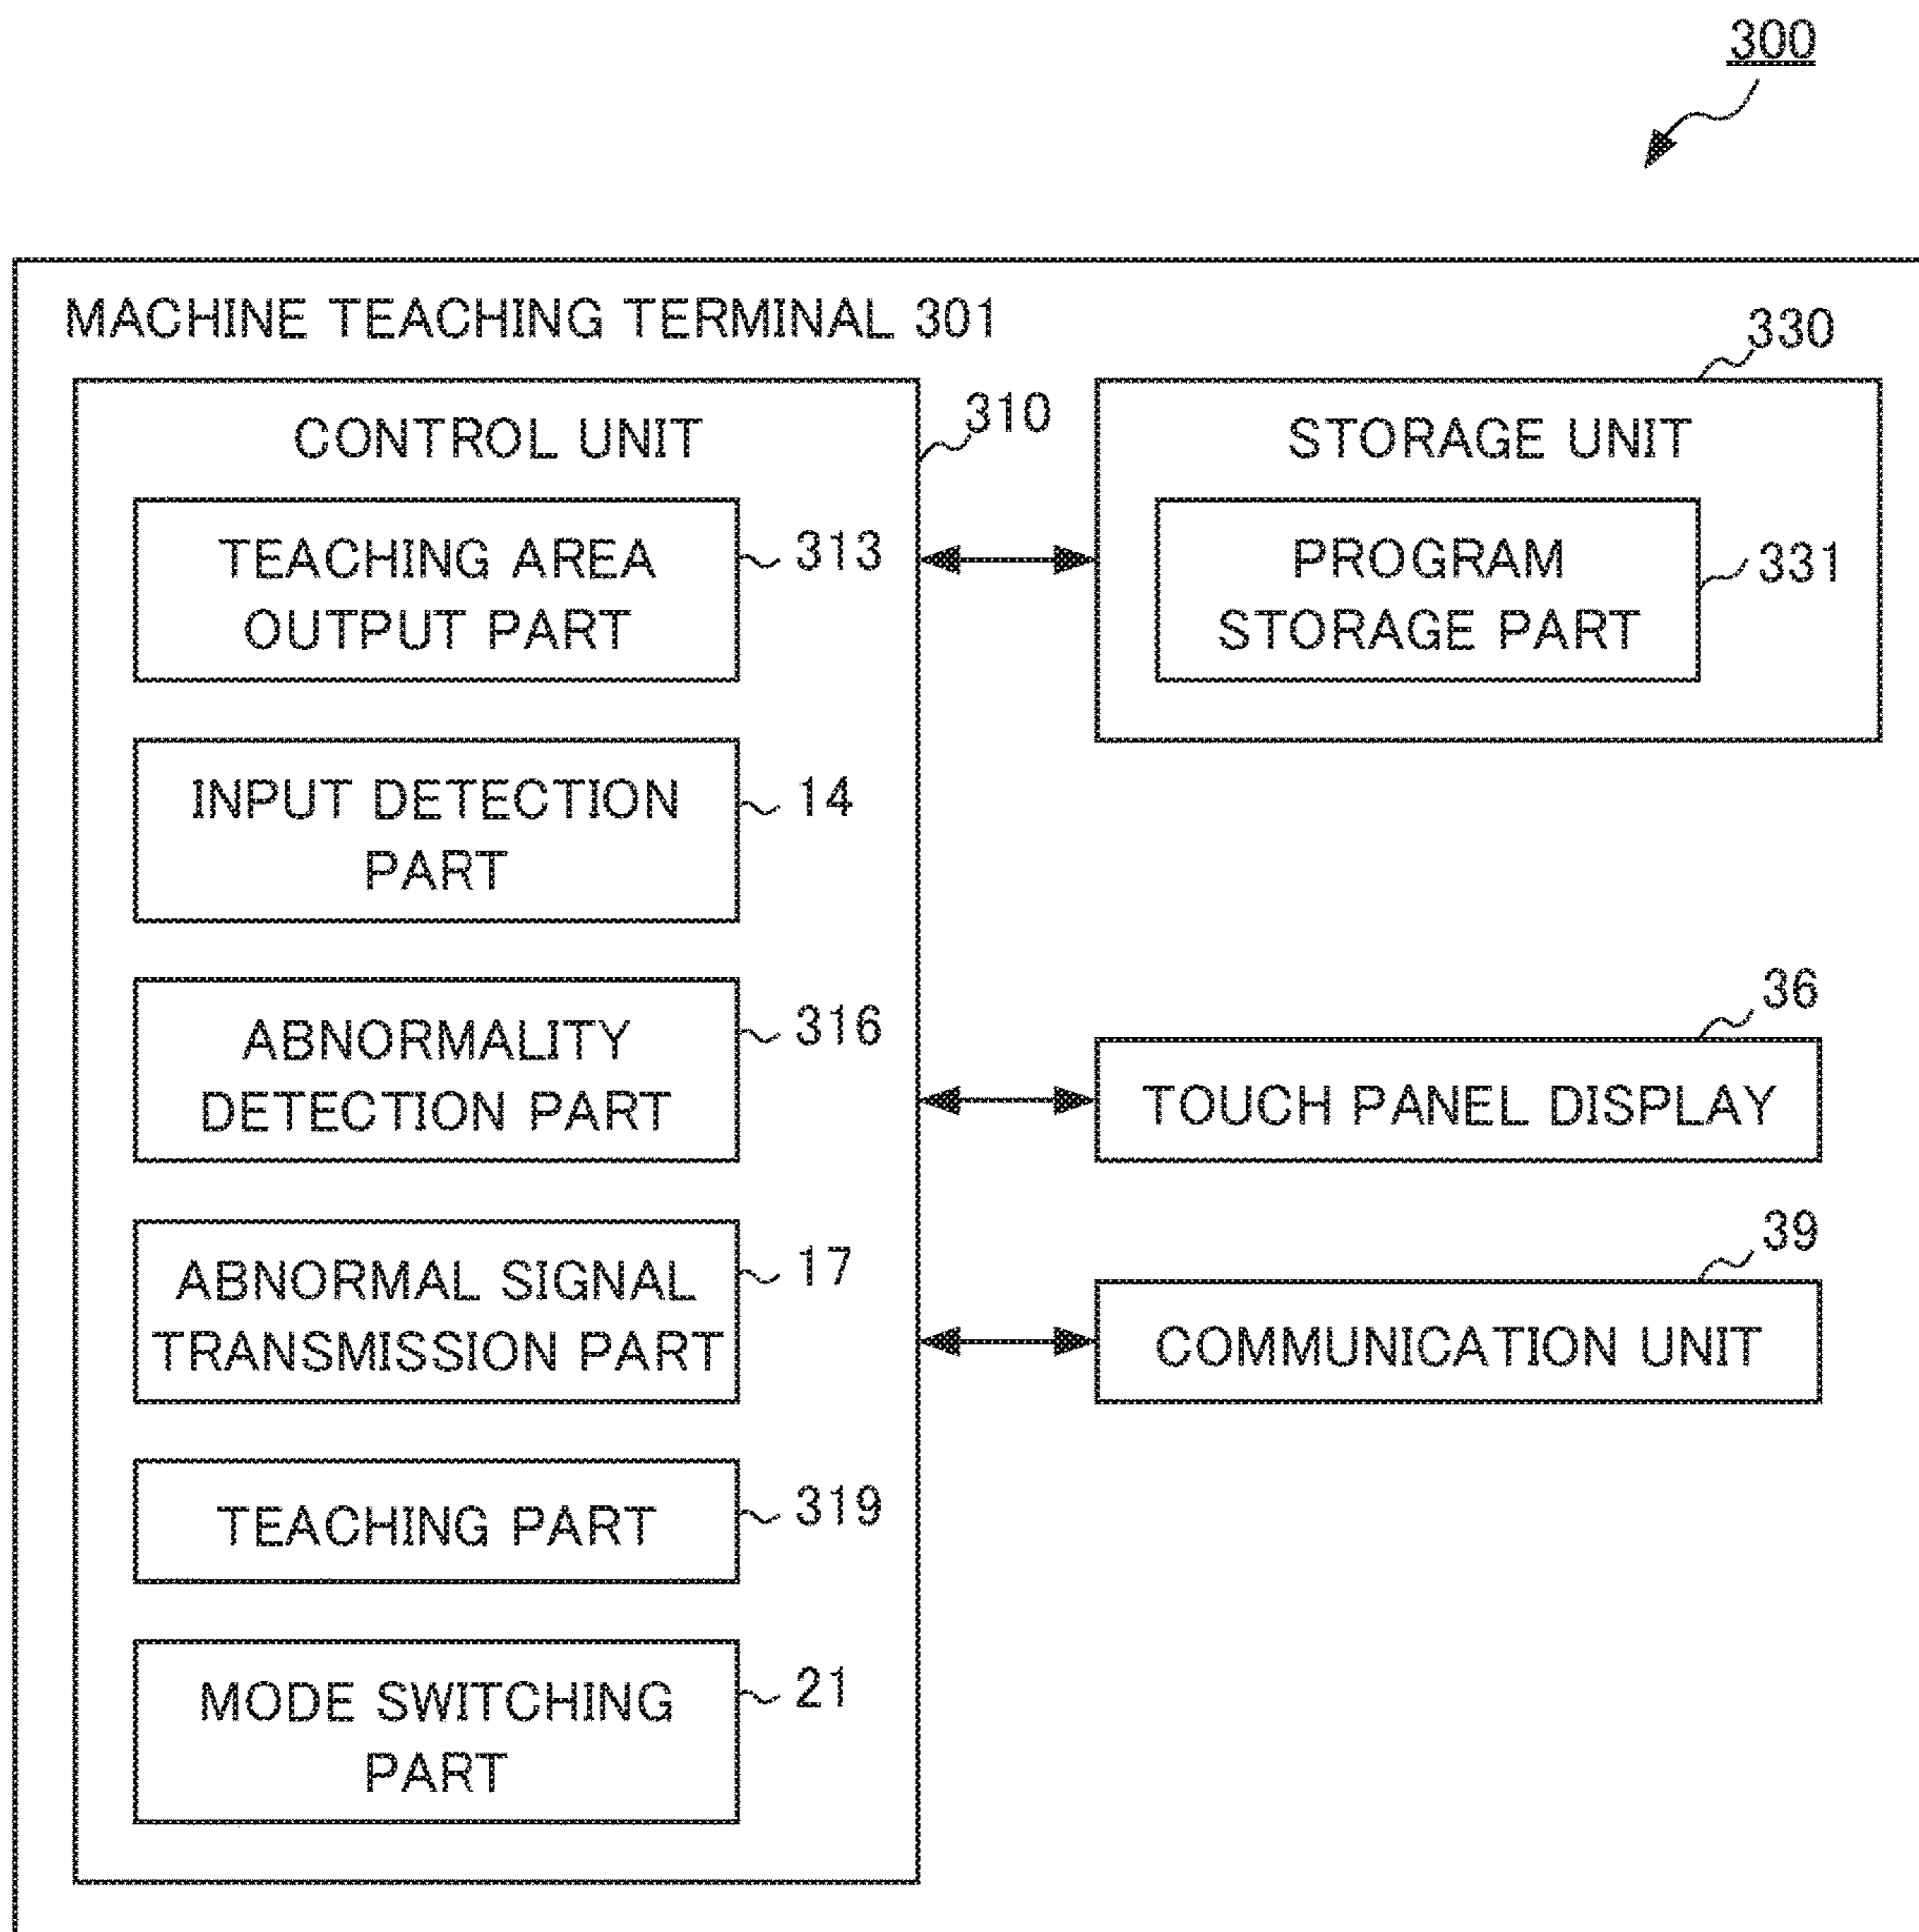 300
MACHINE TEACHING TERMINAL 301
CONTROL UNIT
310
TEACHING AREA
OUTPUT PART
313
INPUT DETECTION
PART
14
ABNORMALITY
DETECTION PART
316
ABNORMAL SIGNAL
TRANSMISSION PART
17
TEACHING PART
319
MODE SWITCHING
PART
21
330
STORAGE UNIT
PROGRAM
STORAGE PART
331
36
TOUCH PANEL DISPLAY
39
COMMUNICATION UNIT